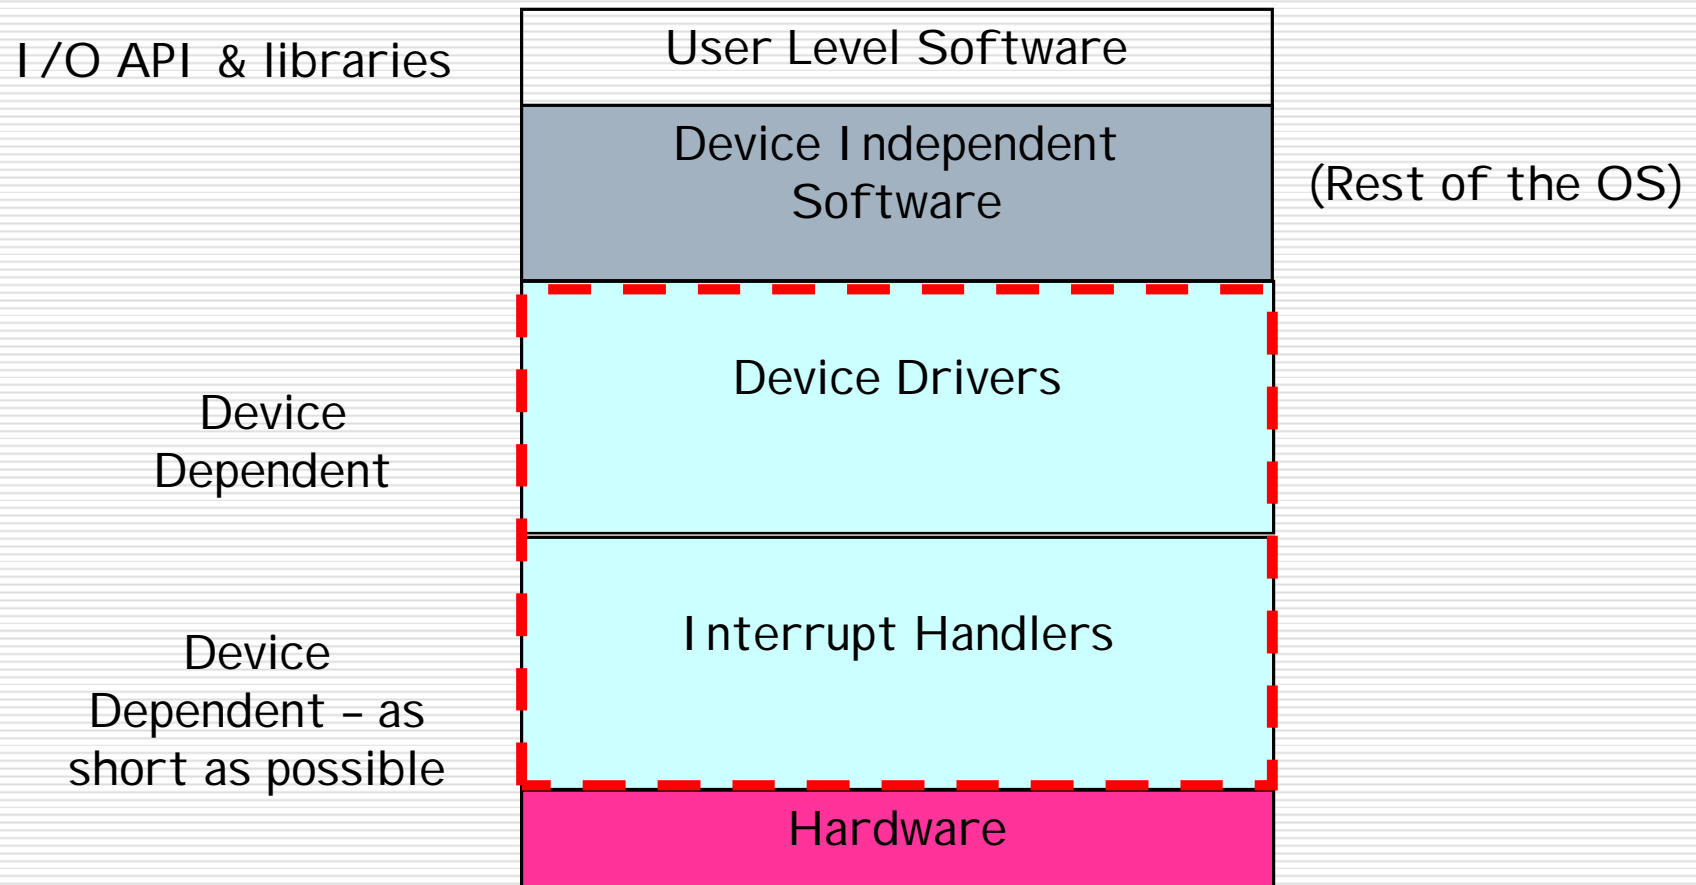 I/O API & libraries
User Level Software
Device Independent
Software
(Rest of the OS)
Device Drivers
Device
Dependent
Interrupt Handlers
Device
Dependent – as
short as possible
Hardware